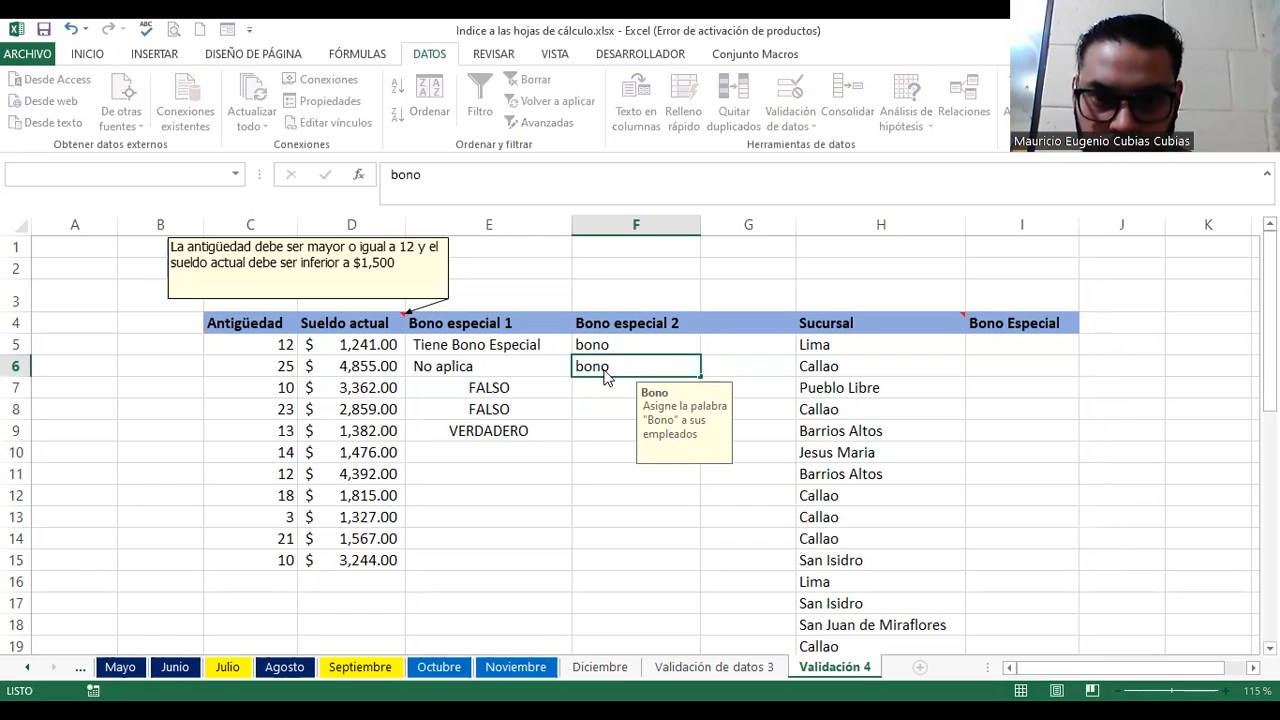 Indice a las hojas de cálculo.xlsx - Excel (Error de activación de productos)
ARCHIVO INICIO INSERTAR DISEÑO DE PÁGINA FÓRMULAS DATOS REVISAR VISTA DESARROLLADOR Conjunto Macros
Desde Access
Desde web
Desde texto
De otras fuentes
Conexiones existentes
Obtener datos externos
Actualizar todo
Conexiones
Propiedades
Editar vínculos
Conexiones
Ordenar
Filtro
Borrar
Volver a aplicar
Avanzadas
Ordenar y filtrar
Texto en columnas
Relleno rápido
Quitar duplicados
Validación de datos
Consolidar
Análisis de hipótesis
Relaciones
Herramientas de datos
Mauricio Eugenio Cubias Cubias
fx bono
A B C D E F G H I J K
1
La antigüedad debe ser mayor o igual a 12 y el
2
sueldo actual debe ser inferior a $1,500
3
4 Antigüedad Sueldo actual Bono especial 1 Bono especial 2 Sucursal Bono Especial
5 12 $ 1,241.00 Tiene Bono Especial bono Lima
6 25 $ 4,855.00 No aplica bono Callao
7 10 $ 3,362.00 FALSO Pueblo Libre
8 23 $ 2,859.00 FALSO Callao
9 13 $ 1,382.00 VERDADERO Barrios Altos
10 14 $ 1,476.00 Jesus Maria
11 12 $ 4,392.00 Barrios Altos
12 18 $ 1,815.00 Callao
13 3 $ 1,327.00 Callao
14 21 $ 1,567.00 Callao
15 10 $ 3,244.00 San Isidro
16 Lima
17 San Isidro
18 San Juan de Miraflores
19 Callao
Bono
Asigne la palabra
"Bono" a sus
empleados
... Mayo Junio Julio Agosto Septiembre Octubre Noviembre Diciembre Validación de datos 3 Validación 4
LISTO 115 %